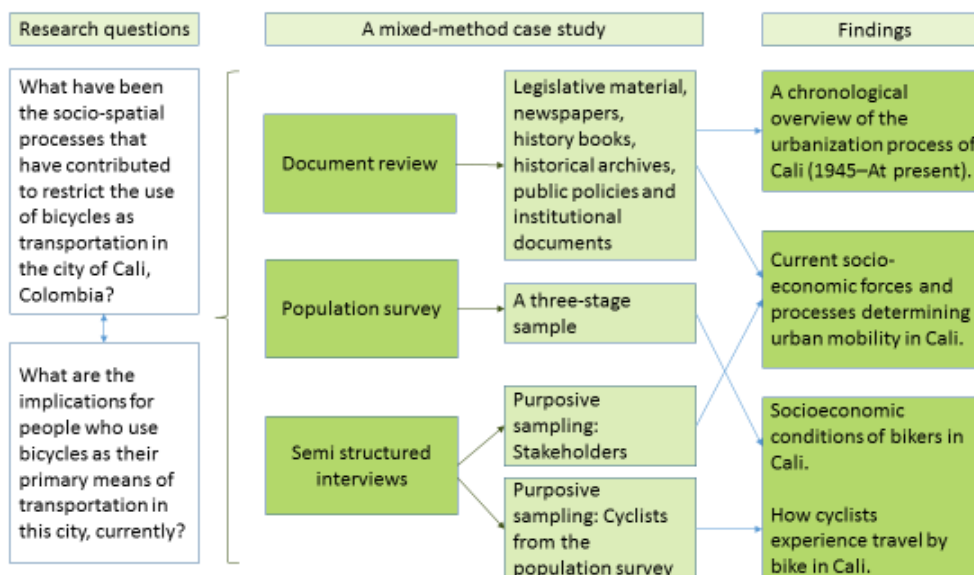 Research questions
A mixed-method case study
Findings
What have been
the socio-spatial
processes that
have contributed
to restrict the use
of bicycles as
transportation in
the city of Cali,
Colombia?
What are the
implications for
people who use
bicycles as their
primary means of
transportation in
this city, currently?
Document review
Population survey
Semi structured
interviews
Legislative material,
newspapers,
history books,
historical archives,
public policies and
institutional
documents
A three-stage
sample
Purposive
sampling:
Stakeholders
Purposive
sampling: Cyclists
from the
population survey
A chronological
overview of the
urbanization process of
Cali (1945–At present).
Current socio-
economic forces and
processes determining
urban mobility in Cali.
Socioeconomic
conditions of bikers in
Cali.
How cyclists
experience travel by
bike in Cali.